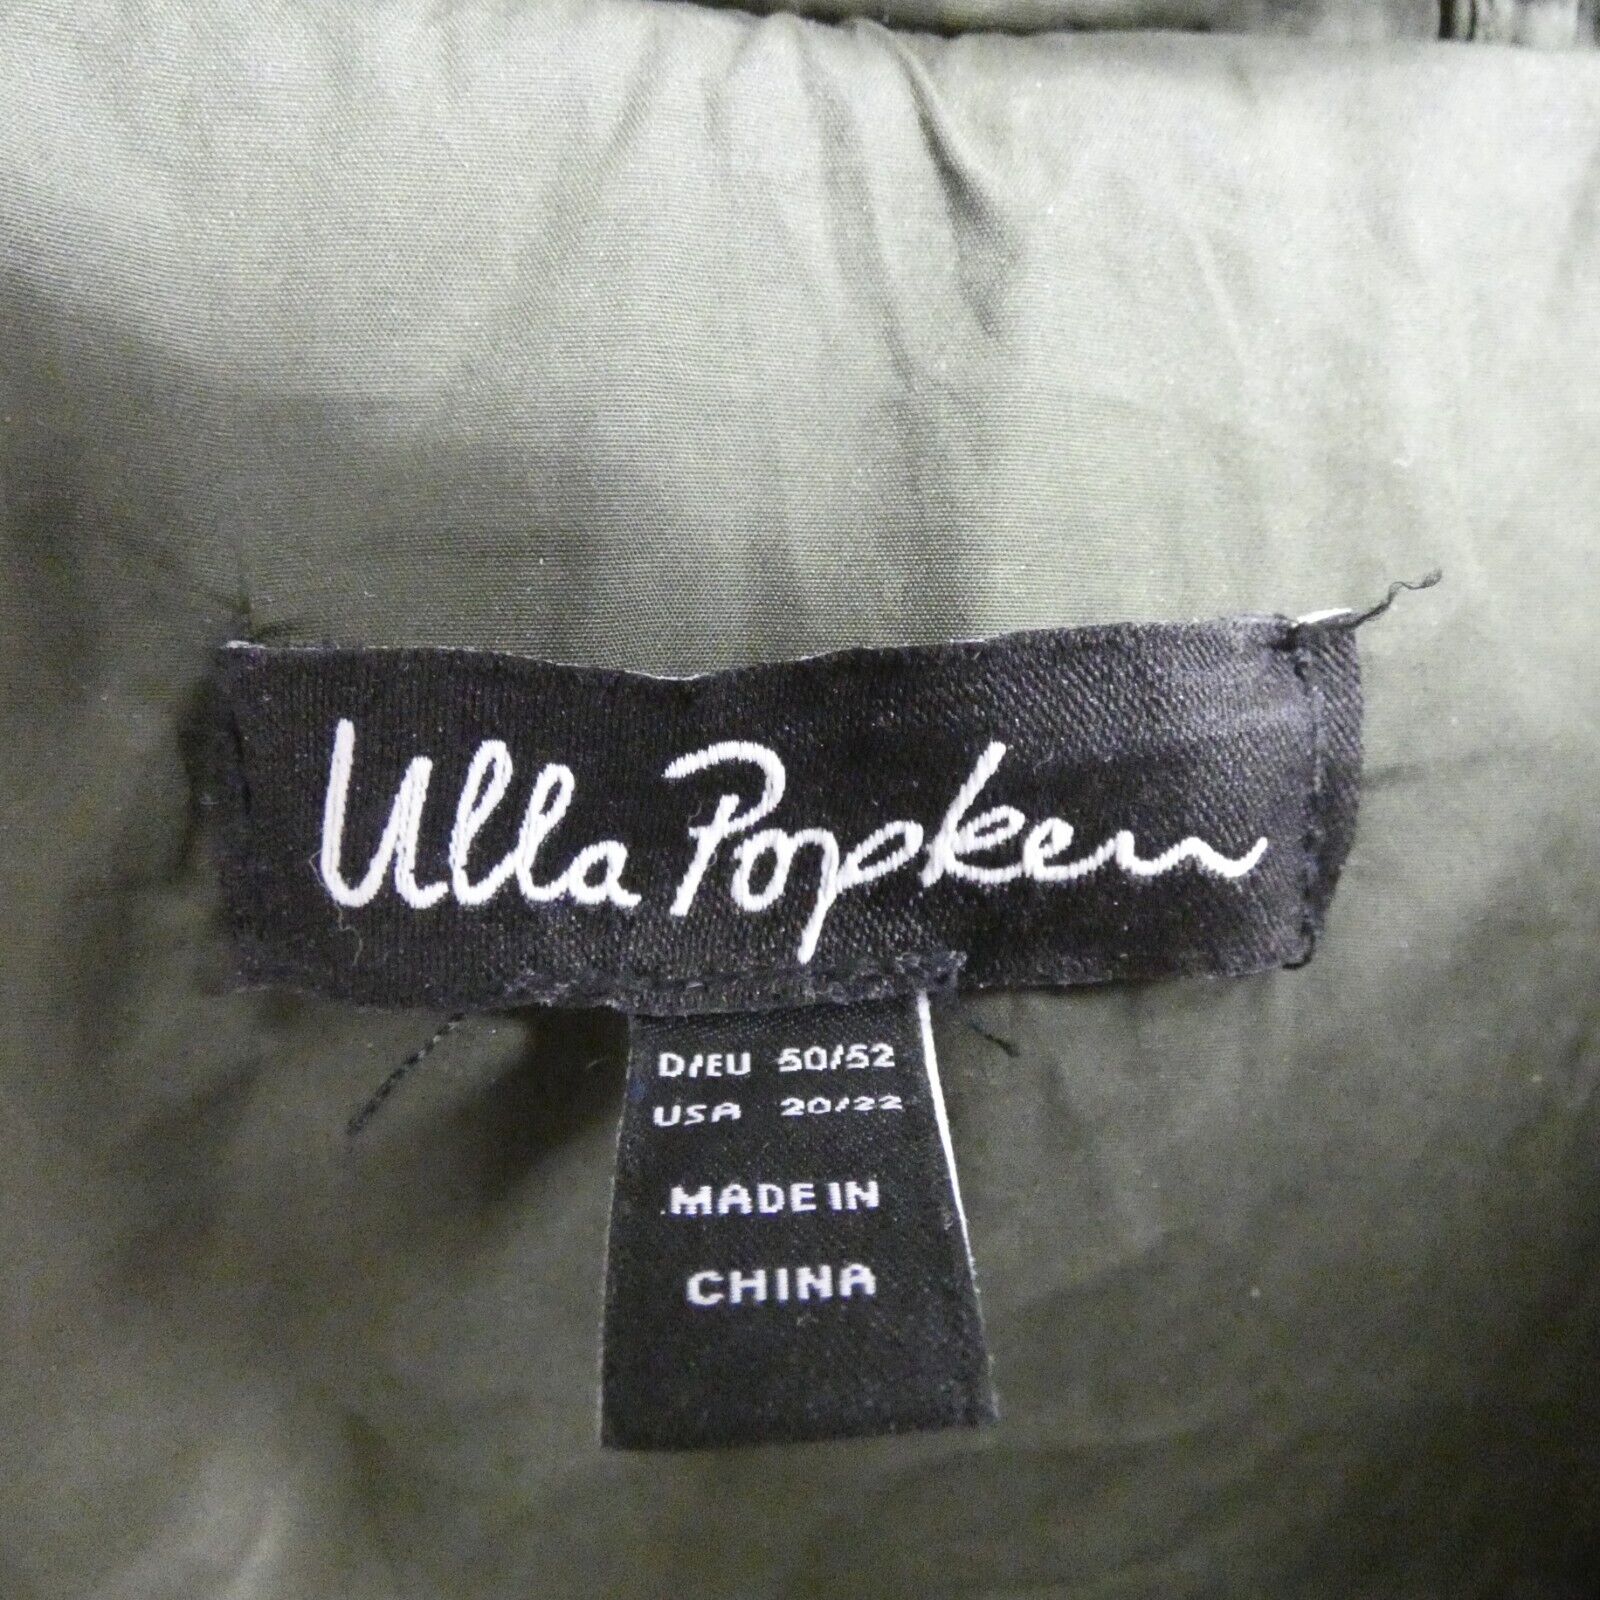 Ulla Popken
D/EU 50/52
USA 20/22
MADE IN
CHINA